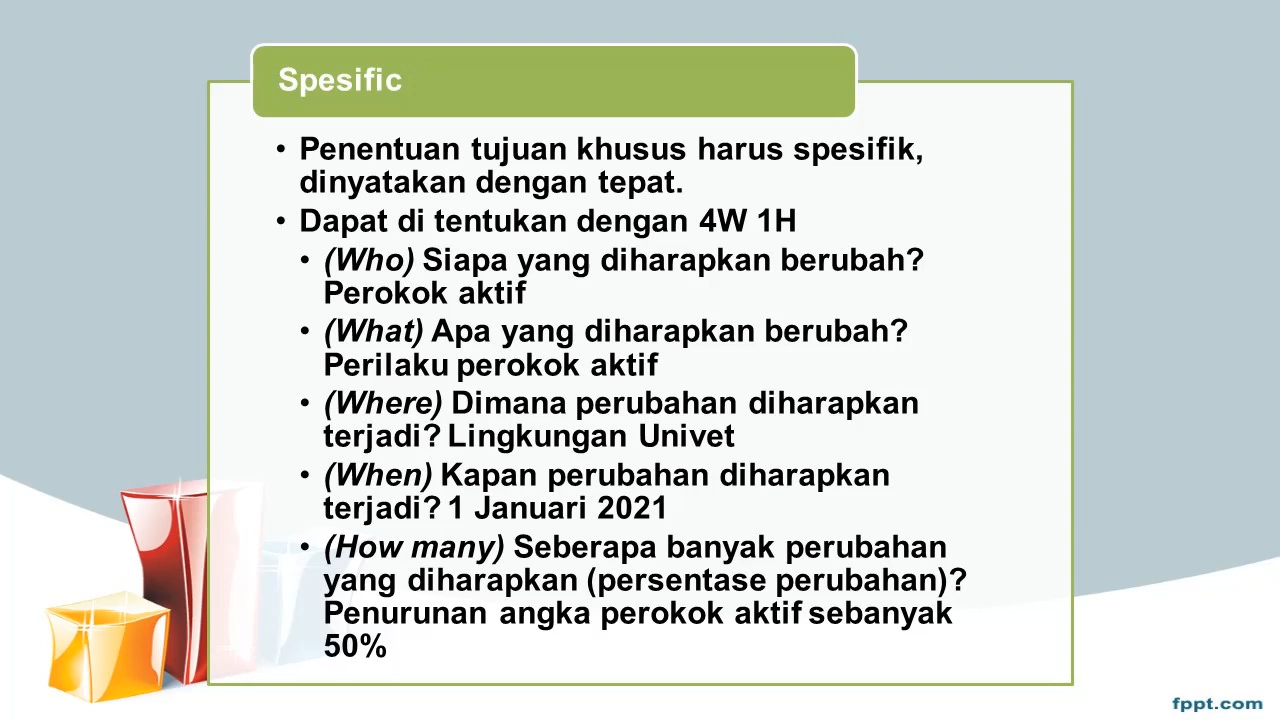 Spesific
• Penentuan tujuan khusus harus spesifik,
dinyatakan dengan tepat.
• Dapat di tentukan dengan 4W 1H
• (Who) Siapa yang diharapkan berubah?
Perokok aktif
• (What) Apa yang diharapkan berubah?
Perilaku perokok aktif
• (Where) Dimana perubahan diharapkan
terjadi? Lingkungan Univet
• (When) Kapan perubahan diharapkan
terjadi? 1 Januari 2021
• (How many) Seberapa banyak perubahan
yang diharapkan (persentase perubahan)?
Penurunan angka perokok aktif sebanyak
50%
fppt.com